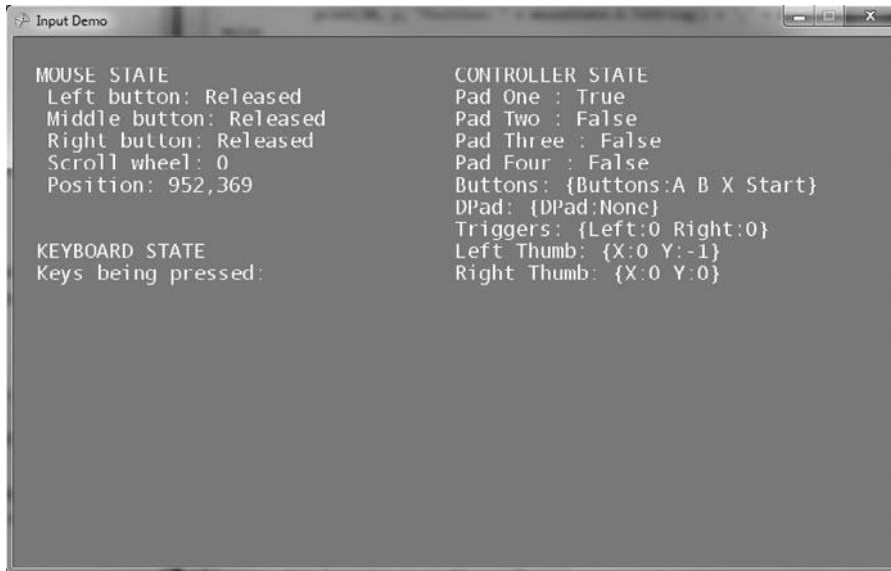 Input Demo
MOUSE STATE
Left button: Released
Middle button: Released
Right button: Released
Scroll wheel: 0
Position: 952,369
KEYBOARD STATE
Keys being pressed:
CONTROLLER STATE
Pad One : True
Pad Two : False
Pad Three : False
Pad Four : False
Buttons: {Buttons:A B X Start}
DPad: {DPad:None}
Triggers: {Left:0 Right:0}
Left Thumb: {X:0 Y:-1}
Right Thumb: {X:0 Y:0}